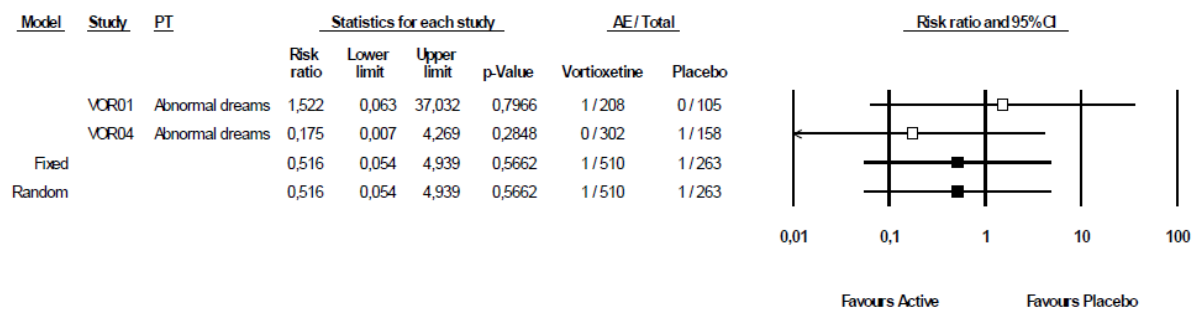 Model Study PT Statistics for each study AE / Total Risk ratio and 95% CI
Risk ratio Lower limit Upper limit p-Value Vortioxetine Placebo
VOR01 Abnormal dreams 1,522 0,063 37,032 0,7966 1 / 208 0 / 105
VOR04 Abnormal dreams 0,175 0,007 4,269 0,2848 0 / 302 1 / 158
Fixed 0,516 0,054 4,939 0,5662 1 / 510 1 / 263
Random 0,516 0,054 4,939 0,5662 1 / 510 1 / 263
0,01 0,1 1 10 100
Favours Active Favours Placebo